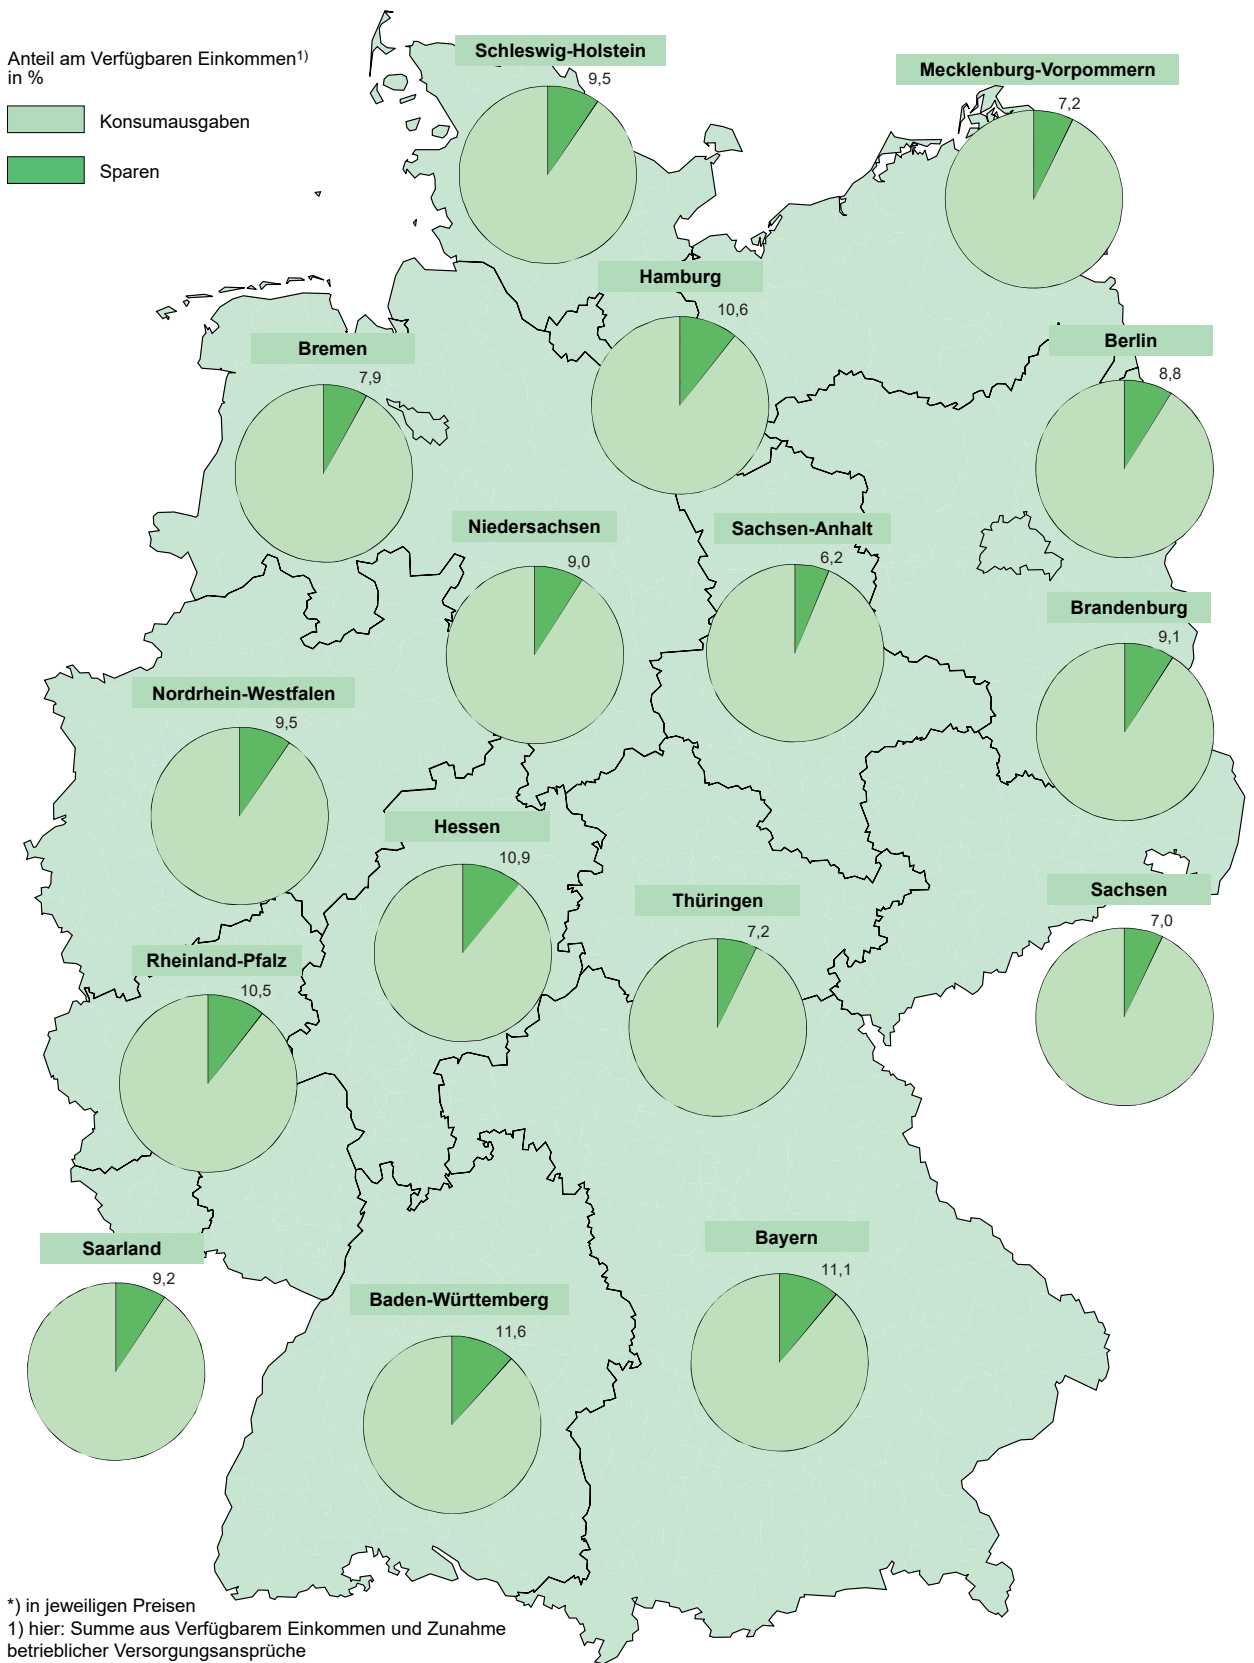 Anteil am Verfügbaren Einkommen1)
in %
Konsumausgaben
Sparen
Schleswig-Holstein
9,5
Mecklenburg-Vorpommern
7,2
Hamburg
10,6
Bremen
7,9
Berlin
8,8
Niedersachsen
9,0
Sachsen-Anhalt
6,2
Brandenburg
9,1
Nordrhein-Westfalen
9,5
Hessen
10,9
Thüringen
7,2
Sachsen
7,0
Rheinland-Pfalz
10,5
Saarland
9,2
Bayern
11,1
Baden-Württemberg
11,6
*) in jeweiligen Preisen
1) hier: Summe aus Verfügbarem Einkommen und Zunahme
betrieblicher Versorgungsansprüche